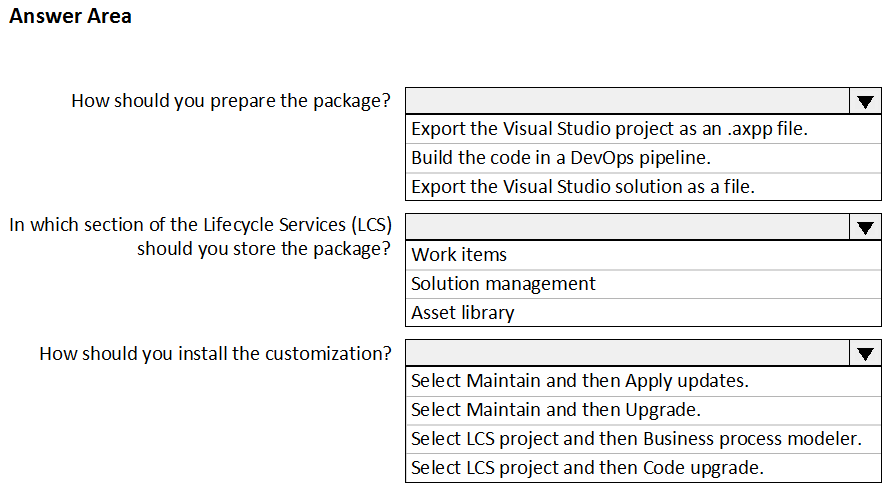 Answer Area
How should you prepare the package?
Export the Visual Studio project as an .axpp file.
Build the code in a DevOps pipeline.
Export the Visual Studio solution as a file.
In which section of the Lifecycle Services (LCS)
should you store the package?
Work items
Solution management
Asset library
How should you install the customization?
Select Maintain and then Apply updates.
Select Maintain and then Upgrade.
Select LCS project and then Business process modeler.
Select LCS project and then Code upgrade.